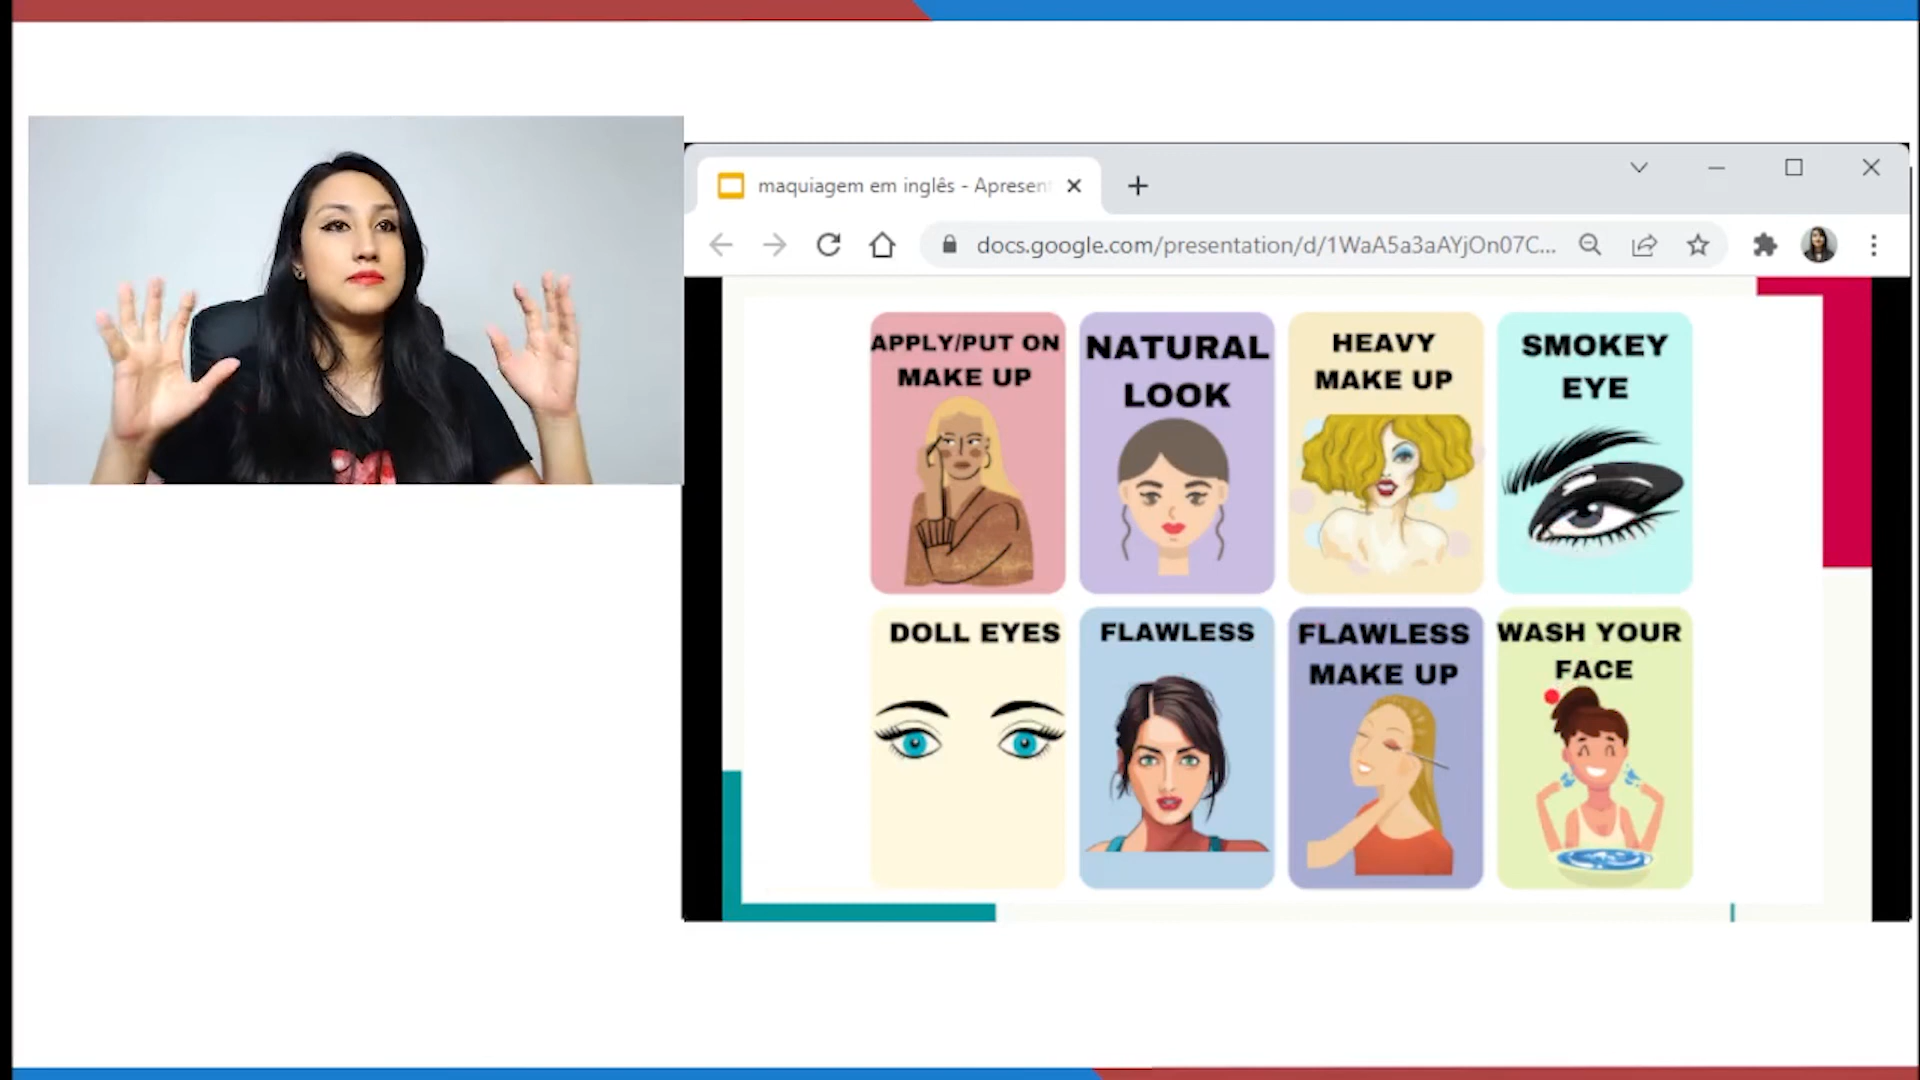 maquiagem em inglês - Apresent
docs.google.com/presentation/d/1WaA5a3aAYjOn07C...
APPLY/PUT ON
MAKE UP
NATURAL
LOOK
HEAVY
MAKE UP
SMOKEY
EYE
DOLL EYES
FLAWLESS
FLAWLESS
MAKE UP
WASH YOUR
FACE